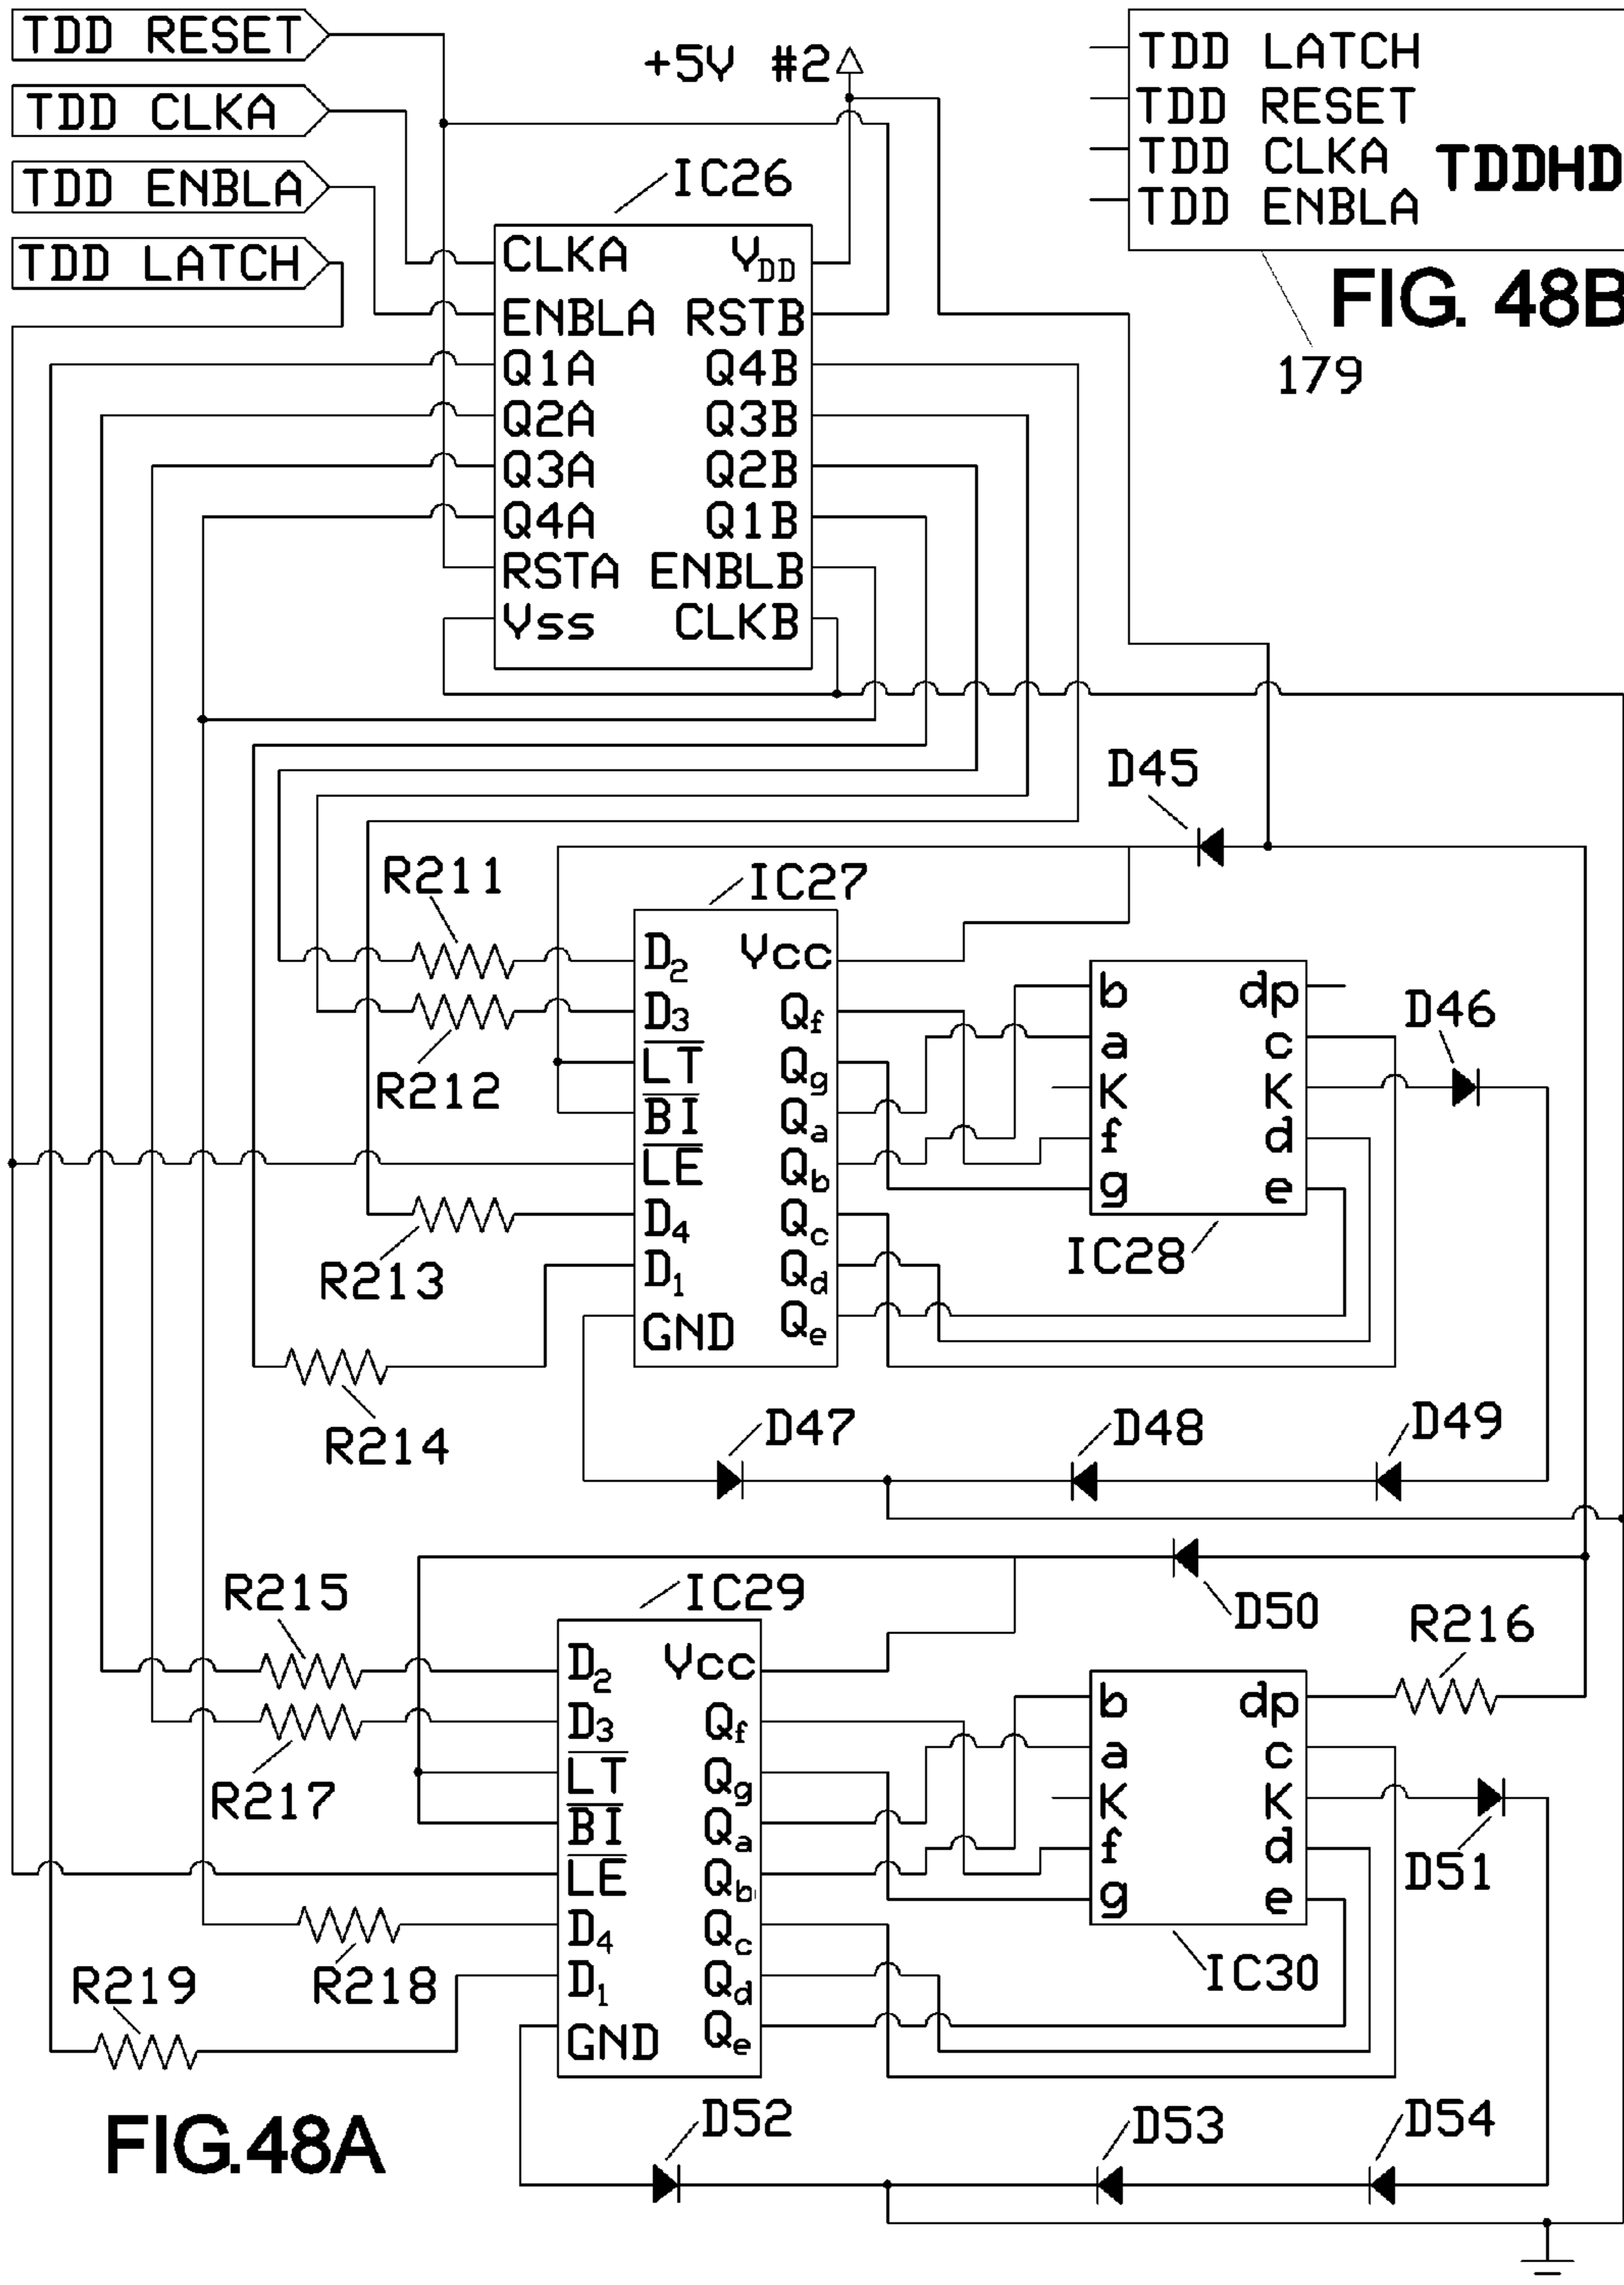 TDD RESET
TDD CLKA
TDD ENBLA
TDD LATCH
+5V #2
TDD LATCH
TDD RESET
TDD CLKA
TDD ENBLA
TDDHD
FIG. 48B
179
IC26
CLKA VDD
ENBLA RSTB
Q1A Q4B
Q2A Q3B
Q3A Q2B
Q4A Q1B
RSTA ENBLB
Vss CLKB
D45
R211
IC27
D2 Vcc
D3 Qf
LT Qg
BI Qa
LE Qb
D4 Qc
D1 Qd
GND Qe
R212
R213
R214
b dp
a c
K K
f d
g e
IC28
D46
D47
D48
D49
D50
R215
IC29
R216
D2 Vcc
D3 Qf
LT Qg
BI Qa
LE Qb
D4 Qc
D1 Qd
GND Qe
R217
R218
R219
b dp
a c
K K
f d
g e
D51
IC30
D52
D53
D54
FIG.48A